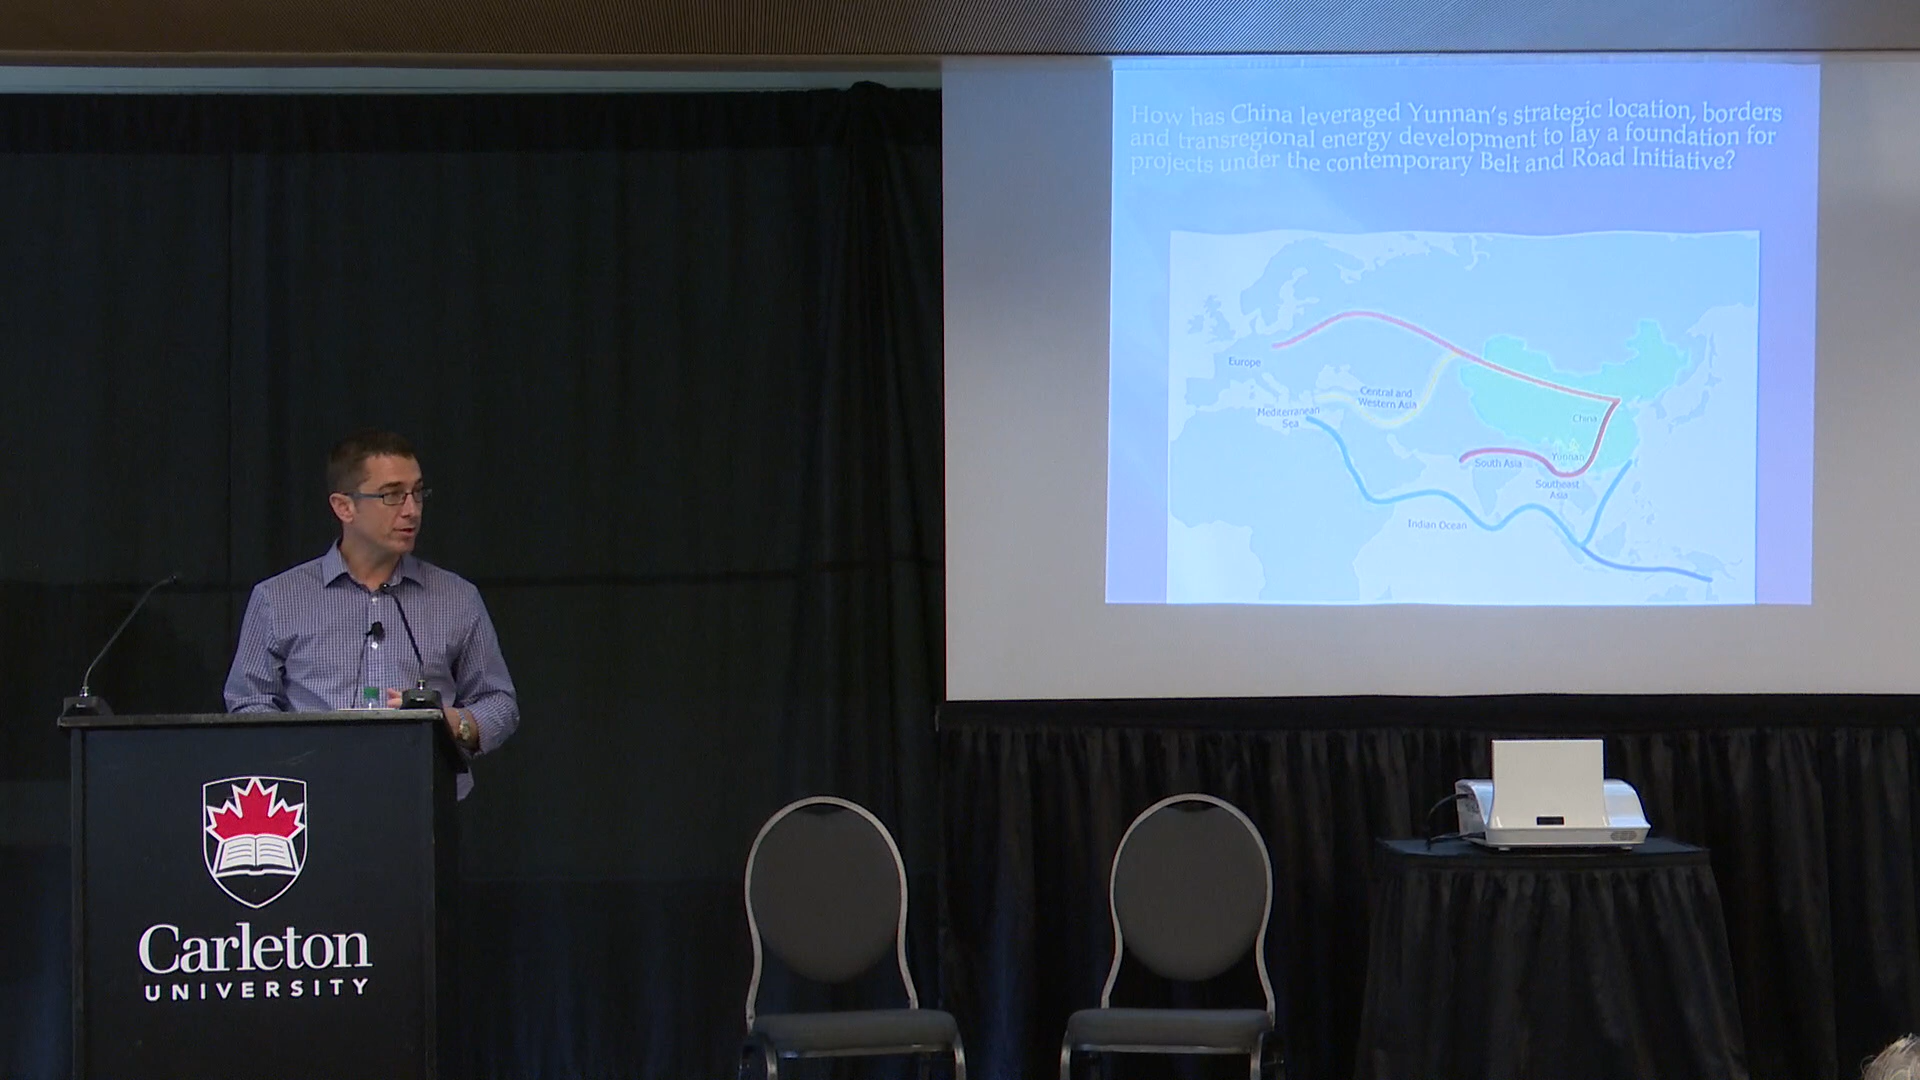 How has China leveraged Yunnan's strategic location, borders
and transregional energy development to lay a foundation for
projects under the contemporary Belt and Road Initiative?
Europe
Central and
Western Asia
Mediterranean
Sea
China
Yunnan
South Asia
Southeast
Asia
Indian Ocean
Carleton
UNIVERSITY